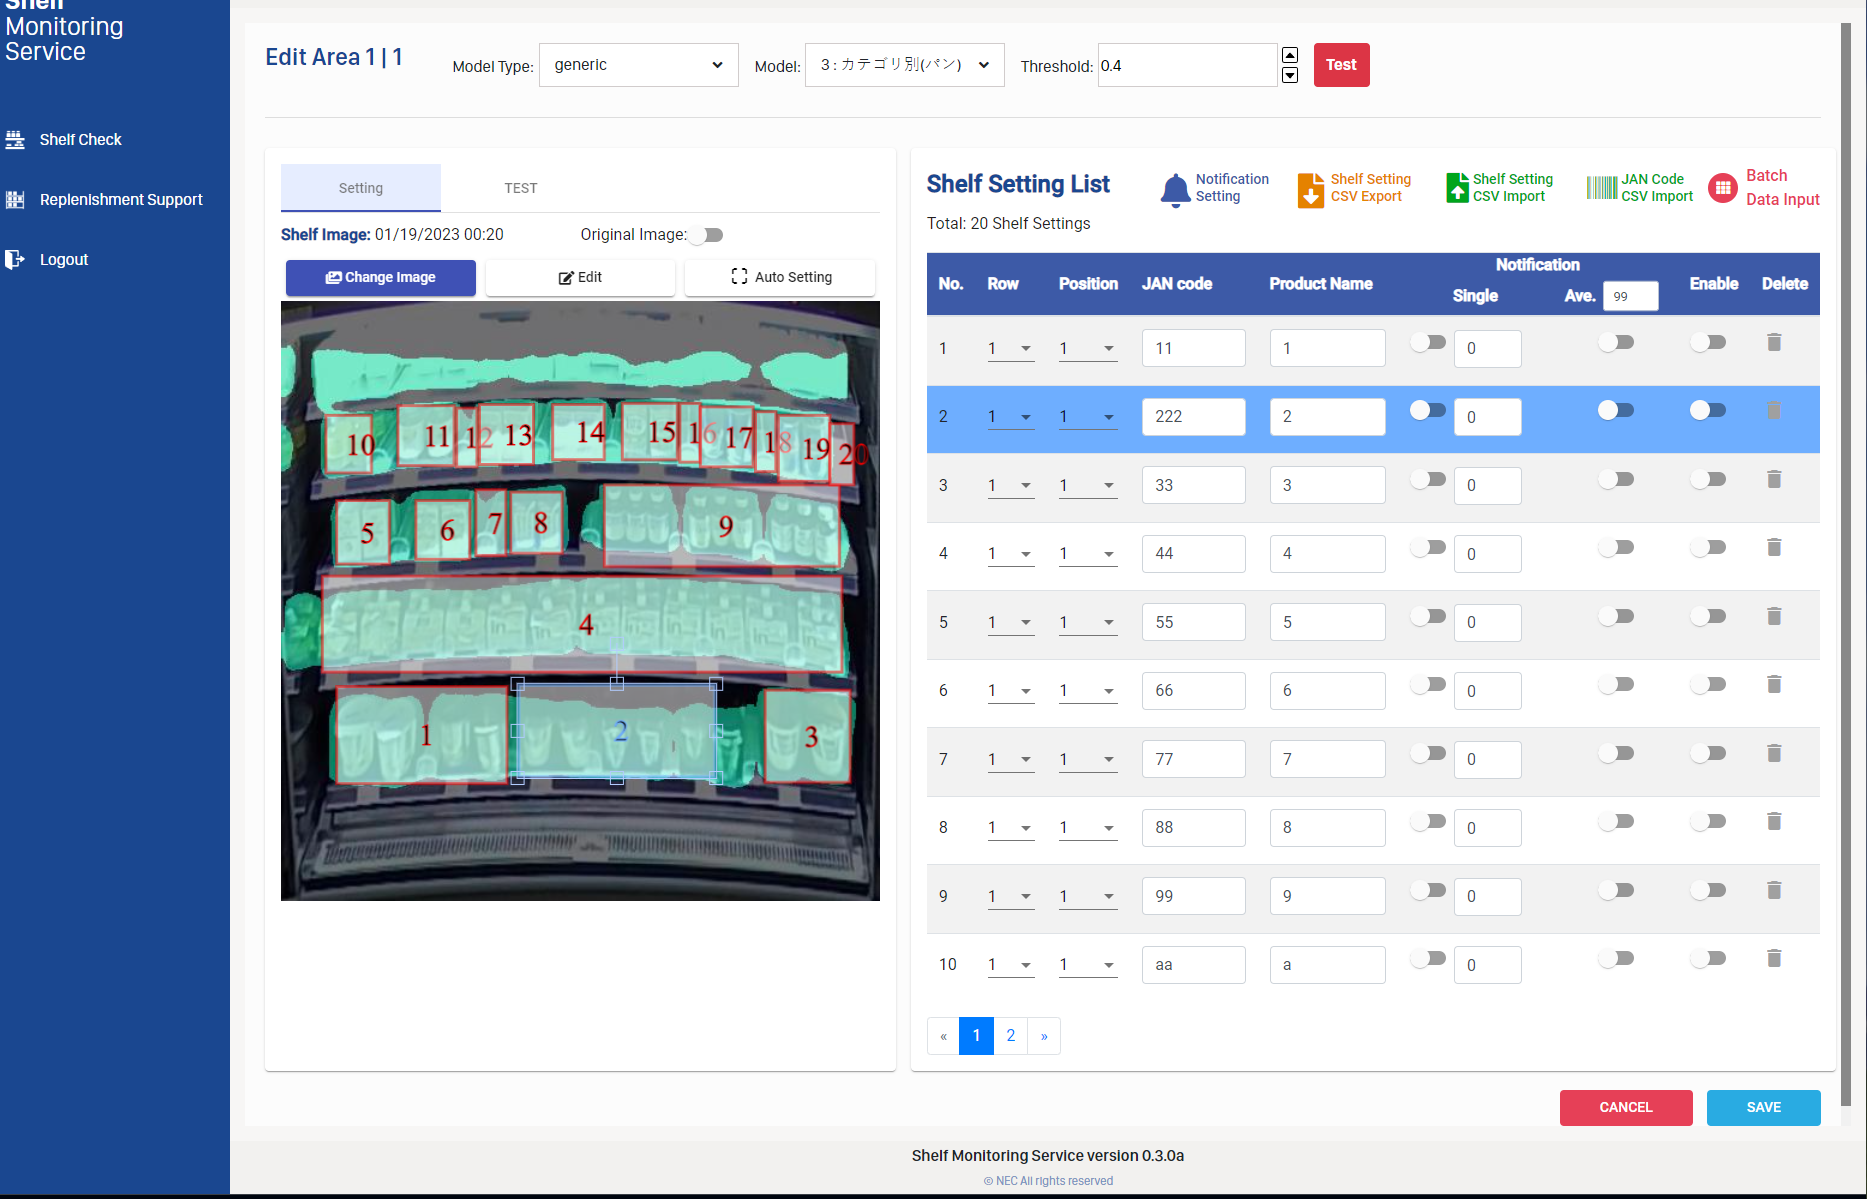 Shelf
Monitoring
Service
Shelf Check
Replenishment Support
Logout
Edit Area 1 | 1
Model Type: generic
Model: 3 : カテゴリ別(パン)
Threshold: 0.4
Test
Setting TEST
Shelf Image: 01/19/2023 00:20 Original Image:
Change Image Edit Auto Setting
10 11 12 13 14 15 16 17 18 19 20
5 6 7 8 9
4
1 2 3
Shelf Setting List
Total: 20 Shelf Settings
Notification
Setting
Shelf Setting
CSV Export
Shelf Setting
CSV Import
JAN Code
CSV Import
Batch
Data Input
Notification
No. Row Position JAN code Product Name Single Ave. 99 Enable Delete
1 1 1 11 1 0
2 1 1 222 2 0
3 1 1 33 3 0
4 1 1 44 4 0
5 1 1 55 5 0
6 1 1 66 6 0
7 1 1 77 7 0
8 1 1 88 8 0
9 1 1 99 9 0
10 1 1 aa a 0
« 1 2 »
CANCEL SAVE
Shelf Monitoring Service version 0.3.0a
© NEC All rights reserved